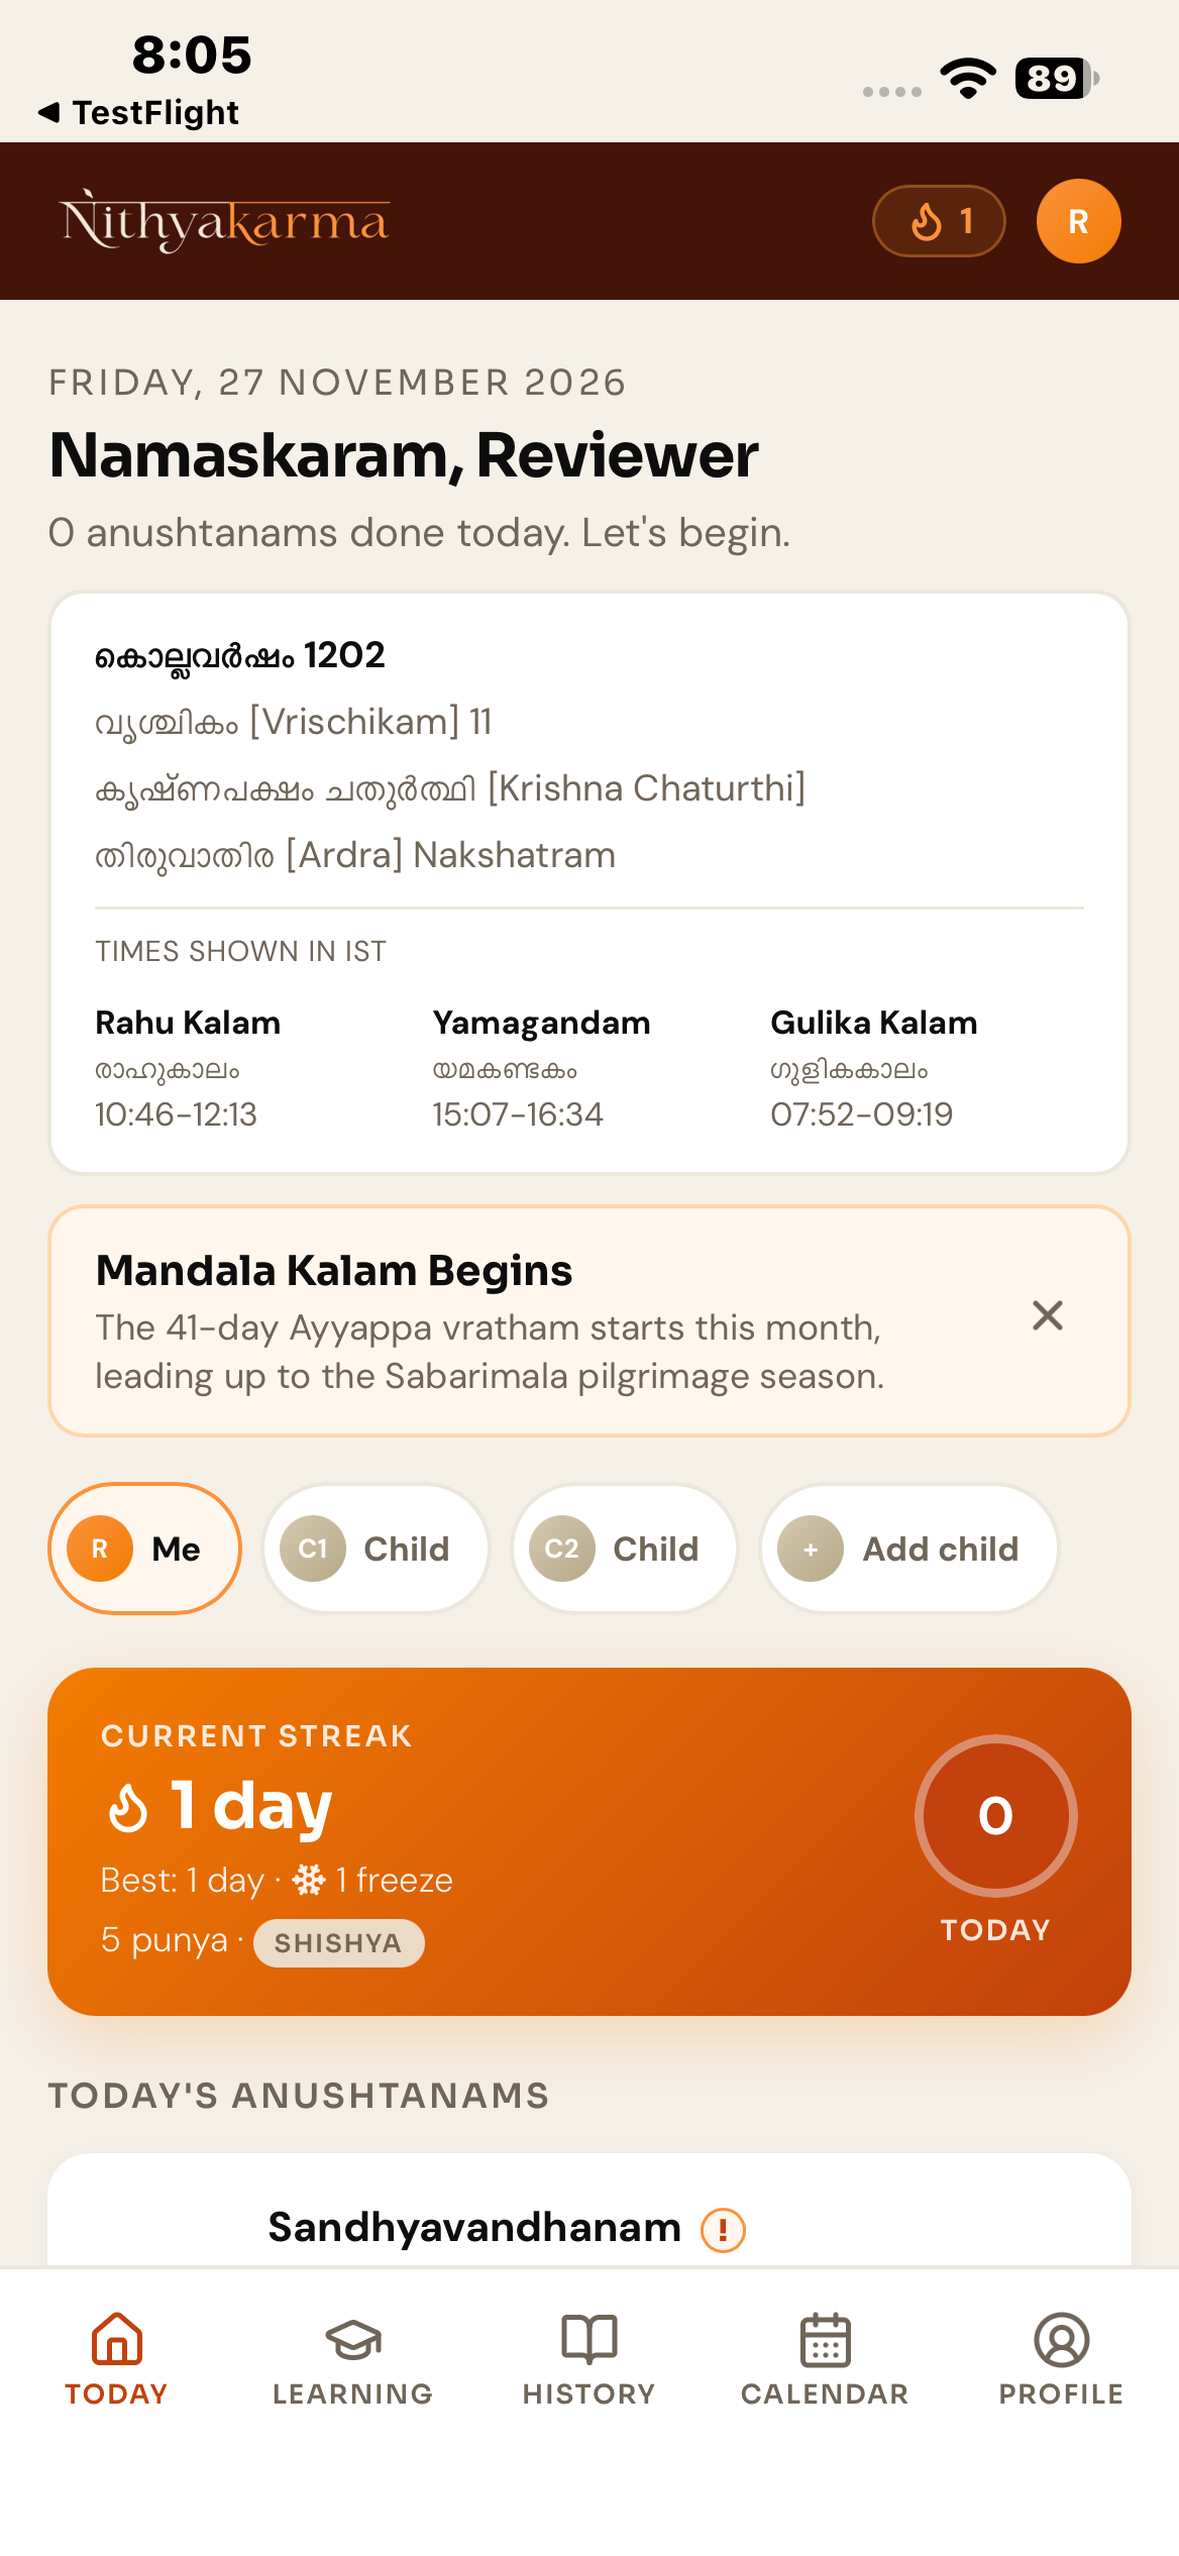 8:05
TestFlight
89
Nithyakarma
1
R
FRIDAY, 27 NOVEMBER 2026
Namaskaram, Reviewer
0 anushtanams done today. Let's begin.
കൊല്ലവർഷം 1202
വൃശ്ചികം [Vrischikam] 11
കൃഷ്ണപക്ഷം ചതുർത്ഥി [Krishna Chaturthi]
തിരുവാതിര [Ardra] Nakshatram
TIMES SHOWN IN IST
Rahu Kalam Yamagandam Gulika Kalam
രാഹുകാലം യമകണ്ടകം ഗുളികകാലം
10:46-12:13 15:07-16:34 07:52-09:19
Mandala Kalam Begins
The 41-day Ayyappa vratham starts this month,
leading up to the Sabarimala pilgrimage season.
R Me C1 Child C2 Child + Add child
CURRENT STREAK
1 day
0
Best: 1 day · 1 freeze
5 punya · SHISHYA
TODAY
TODAY'S ANUSHTANAMS
Sandhyavandhanam !
TODAY LEARNING HISTORY CALENDAR PROFILE